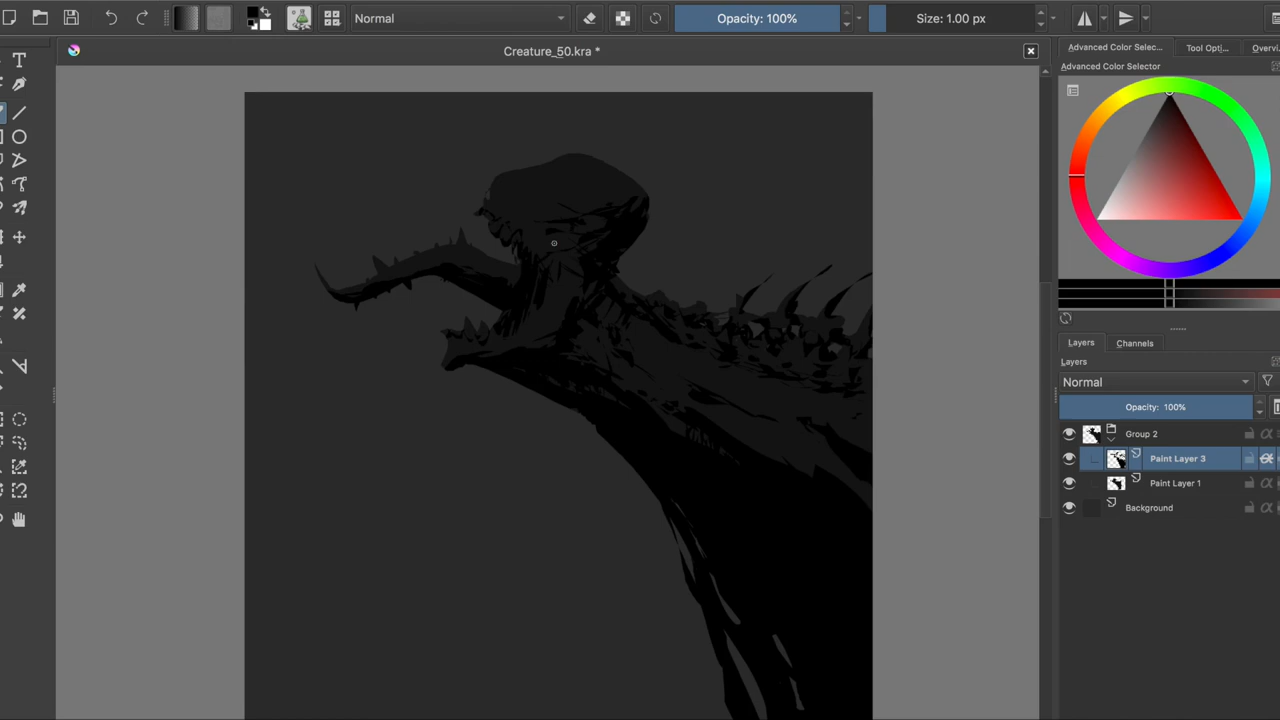 Normal
Opacity: 100%
Size: 1.00 px
Creature_50.kra *
Advanced Color Selec...
Tool Opti...
Overvi
Advanced Color Selector
Layers
Channels
Layers
Normal
Opacity: 100%
Group 2
Paint Layer 3
Paint Layer 1
Background